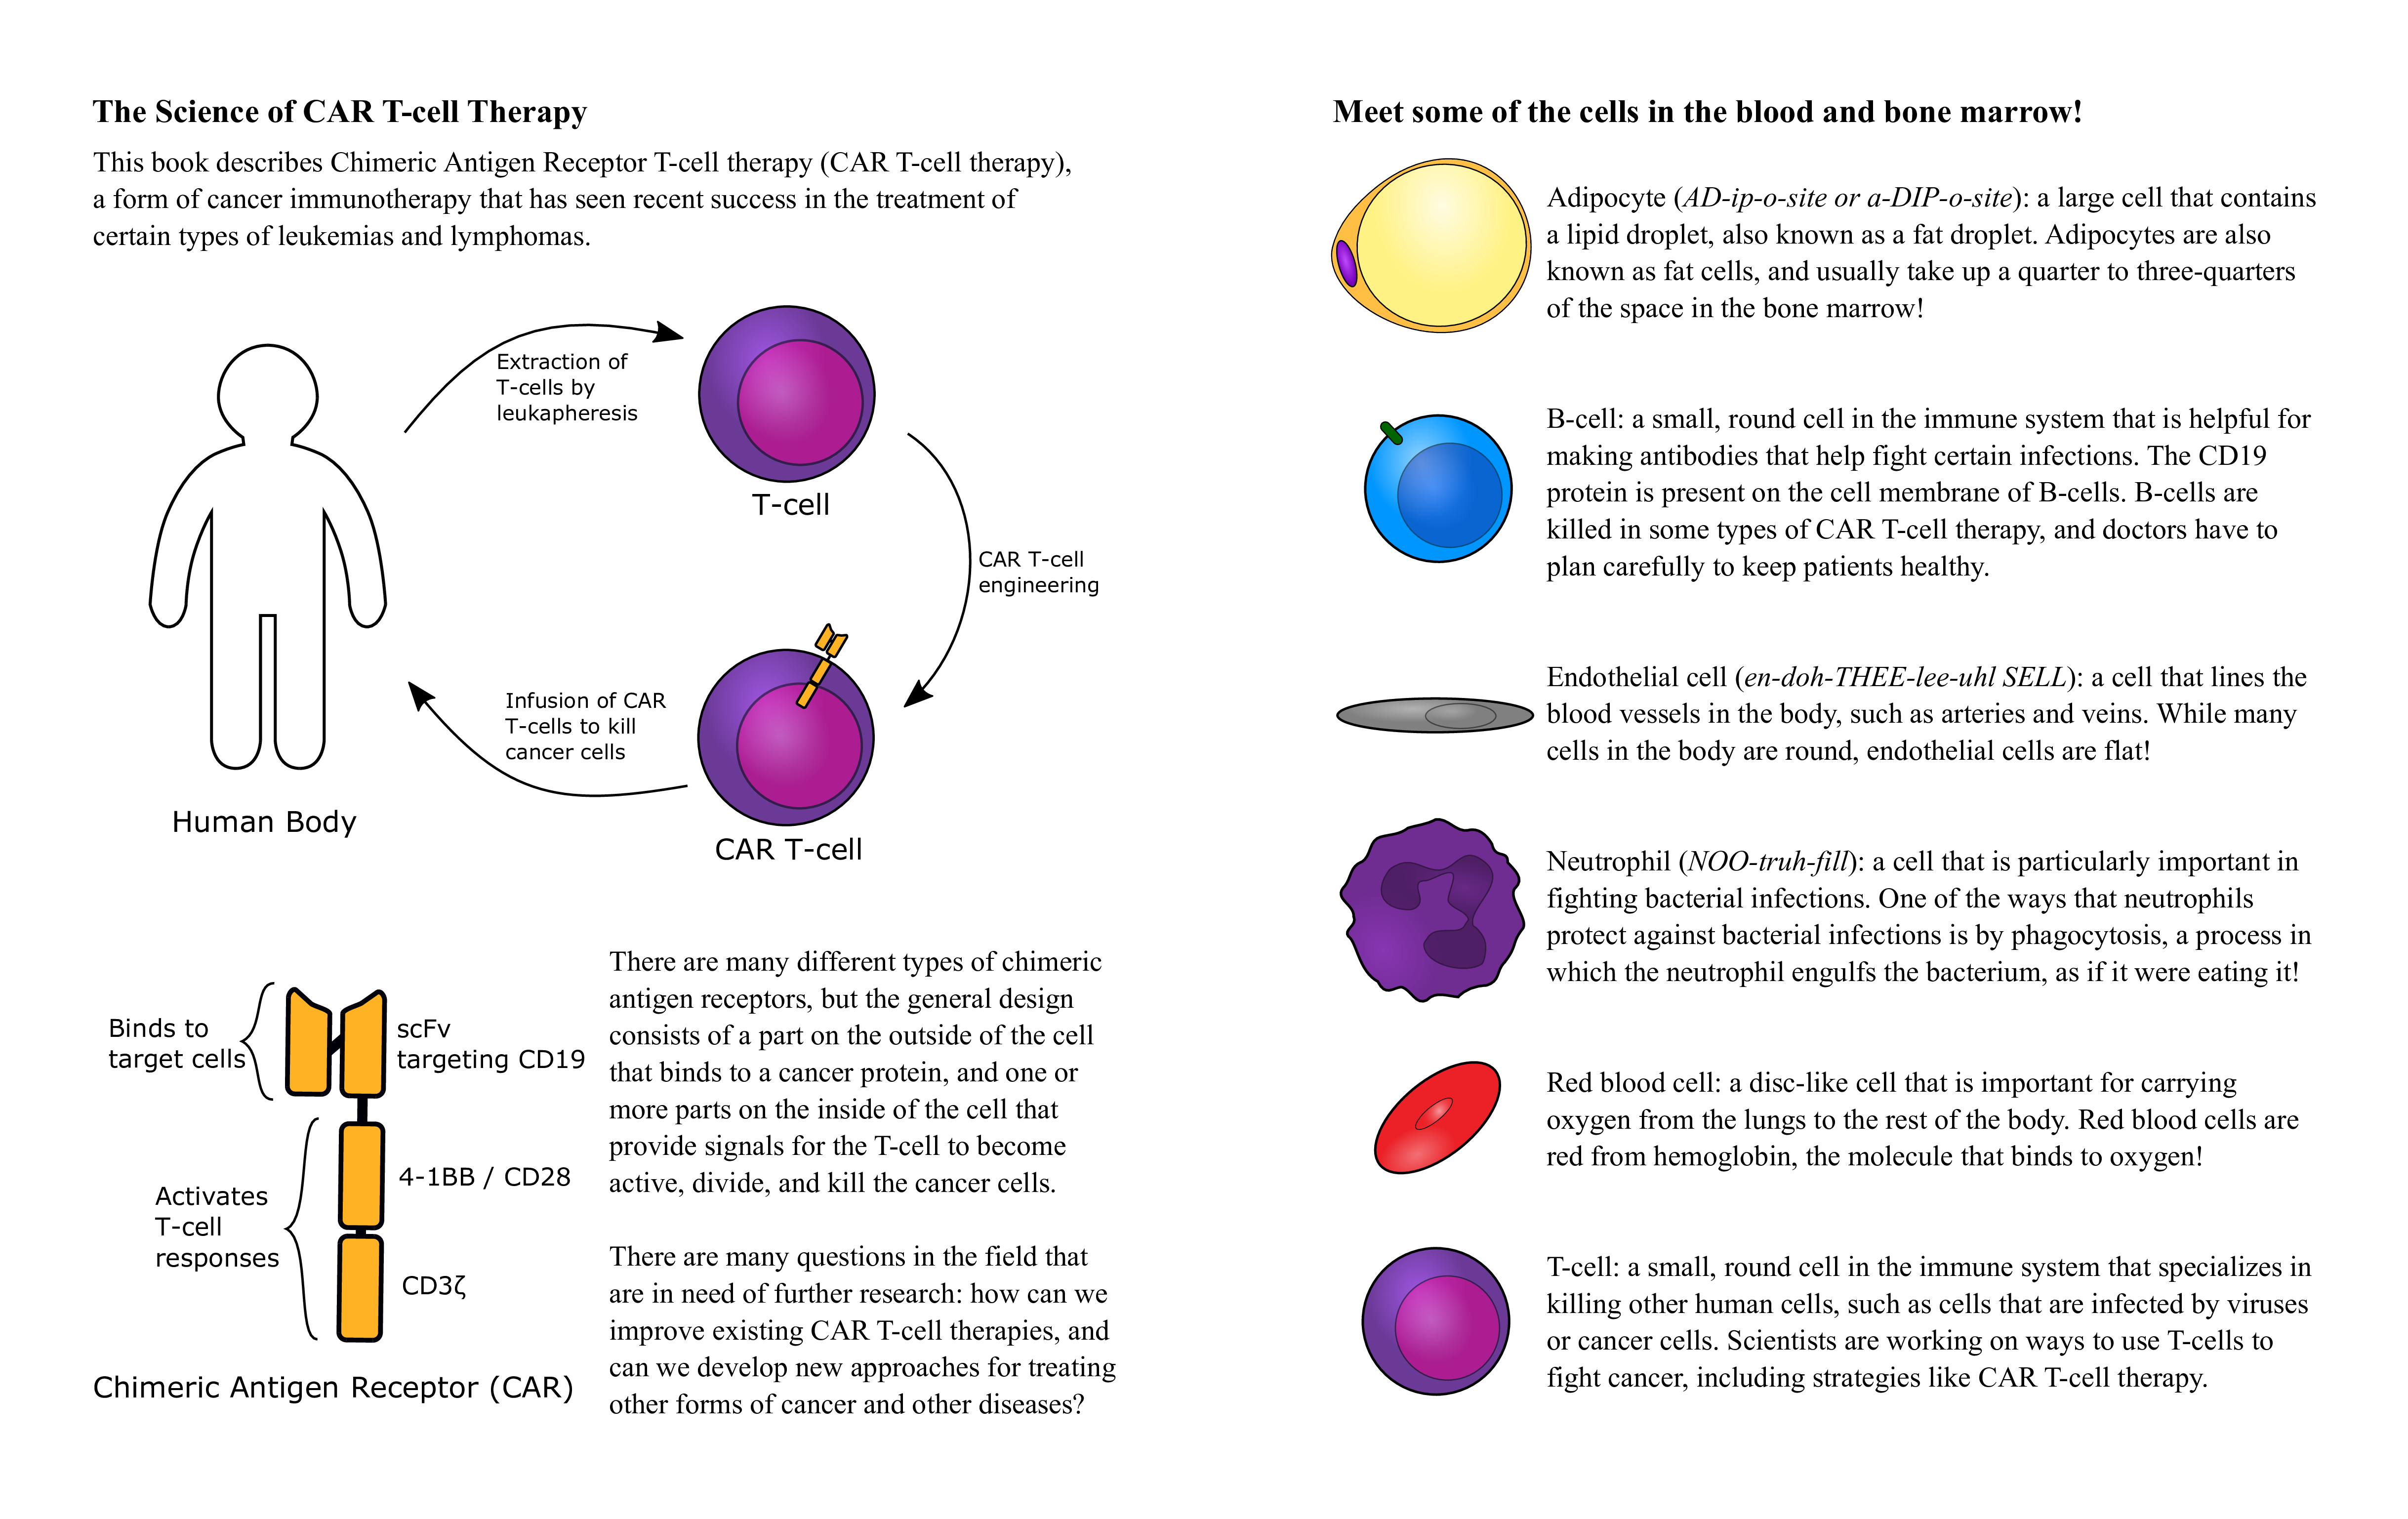 The Science of CAR T-cell Therapy
This book describes Chimeric Antigen Receptor T-cell therapy (CAR T-cell therapy),
a form of cancer immunotherapy that has seen recent success in the treatment of
certain types of leukemias and lymphomas.
Extraction of
T-cells by
leukapheresis
T-cell
CAR T-cell
engineering
Infusion of CAR
T-cells to kill
cancer cells
Human Body
CAR T-cell
Binds to
target cells
scFv
targeting CD19
4-1BB / CD28
Activates
T-cell
responses
CD3ζ
Chimeric Antigen Receptor (CAR)
There are many different types of chimeric
antigen receptors, but the general design
consists of a part on the outside of the cell
that binds to a cancer protein, and one or
more parts on the inside of the cell that
provide signals for the T-cell to become
active, divide, and kill the cancer cells.
There are many questions in the field that
are in need of further research: how can we
improve existing CAR T-cell therapies, and
can we develop new approaches for treating
other forms of cancer and other diseases?
Meet some of the cells in the blood and bone marrow!
Adipocyte (AD-ip-o-site or a-DIP-o-site): a large cell that contains
a lipid droplet, also known as a fat droplet. Adipocytes are also
known as fat cells, and usually take up a quarter to three-quarters
of the space in the bone marrow!
B-cell: a small, round cell in the immune system that is helpful for
making antibodies that help fight certain infections. The CD19
protein is present on the cell membrane of B-cells. B-cells are
killed in some types of CAR T-cell therapy, and doctors have to
plan carefully to keep patients healthy.
Endothelial cell (en-doh-THEE-lee-uhl SELL): a cell that lines the
blood vessels in the body, such as arteries and veins. While many
cells in the body are round, endothelial cells are flat!
Neutrophil (NOO-truh-fill): a cell that is particularly important in
fighting bacterial infections. One of the ways that neutrophils
protect against bacterial infections is by phagocytosis, a process in
which the neutrophil engulfs the bacterium, as if it were eating it!
Red blood cell: a disc-like cell that is important for carrying
oxygen from the lungs to the rest of the body. Red blood cells are
red from hemoglobin, the molecule that binds to oxygen!
T-cell: a small, round cell in the immune system that specializes in
killing other human cells, such as cells that are infected by viruses
or cancer cells. Scientists are working on ways to use T-cells to
fight cancer, including strategies like CAR T-cell therapy.